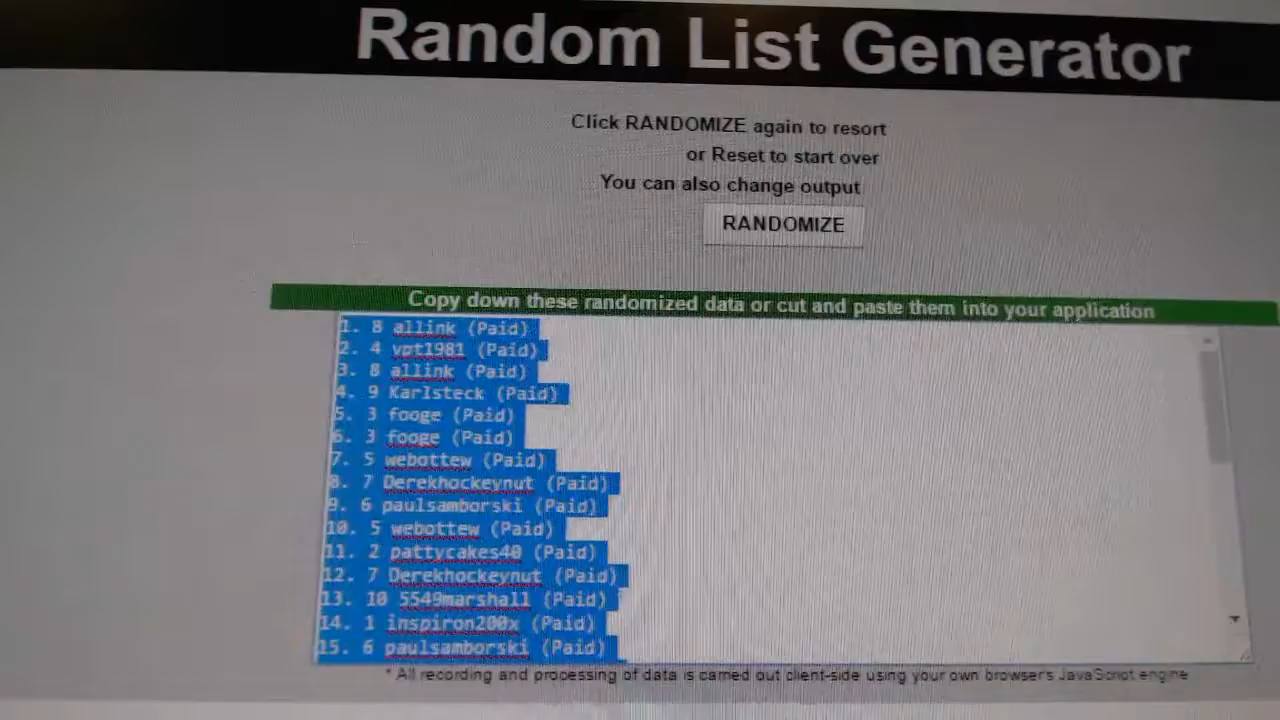 Random List Generator
Click RANDOMIZE again to resort
or Reset to start over
You can also change output
RANDOMIZE
Copy down these randomized data or cut and paste them into your application
1. 8 allink (Paid)
2. 4 vpt1981 (Paid)
3. 8 allink (Paid)
4. 9 Karlsteck (Paid)
5. 3 fooge (Paid)
6. 3 fooge (Paid)
7. 5 webottew (Paid)
8. 7 Derekhockeynut (Paid)
9. 6 paulsamborski (Paid)
10. 5 webottew (Paid)
11. 2 pattycakes40 (Paid)
12. 7 Derekhockeynut (Paid)
13. 10 5549marshall (Paid)
14. 1 inspiron200x (Paid)
15. 6 paulsamborski (Paid)
* All recording and processing of data is carried out client-side using your own browser's JavaScript engine